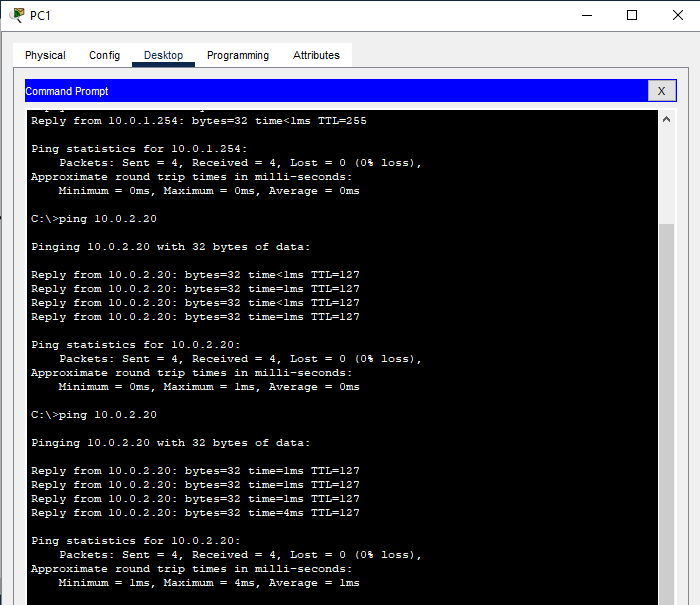 PC1
Physical Config Desktop Programming Attributes
Command Prompt X
Reply from 10.0.1.254: bytes=32 time<1ms TTL=255
Ping statistics for 10.0.1.254:
    Packets: Sent = 4, Received = 4, Lost = 0 (0% loss),
Approximate round trip times in milli-seconds:
    Minimum = 0ms, Maximum = 0ms, Average = 0ms
C:\>ping 10.0.2.20
Pinging 10.0.2.20 with 32 bytes of data:
Reply from 10.0.2.20: bytes=32 time<1ms TTL=127
Reply from 10.0.2.20: bytes=32 time=1ms TTL=127
Reply from 10.0.2.20: bytes=32 time<1ms TTL=127
Reply from 10.0.2.20: bytes=32 time=1ms TTL=127
Ping statistics for 10.0.2.20:
    Packets: Sent = 4, Received = 4, Lost = 0 (0% loss),
Approximate round trip times in milli-seconds:
    Minimum = 0ms, Maximum = 1ms, Average = 0ms
C:\>ping 10.0.2.20
Pinging 10.0.2.20 with 32 bytes of data:
Reply from 10.0.2.20: bytes=32 time=1ms TTL=127
Reply from 10.0.2.20: bytes=32 time=1ms TTL=127
Reply from 10.0.2.20: bytes=32 time=1ms TTL=127
Reply from 10.0.2.20: bytes=32 time=4ms TTL=127
Ping statistics for 10.0.2.20:
    Packets: Sent = 4, Received = 4, Lost = 0 (0% loss),
Approximate round trip times in milli-seconds:
    Minimum = 1ms, Maximum = 4ms, Average = 1ms